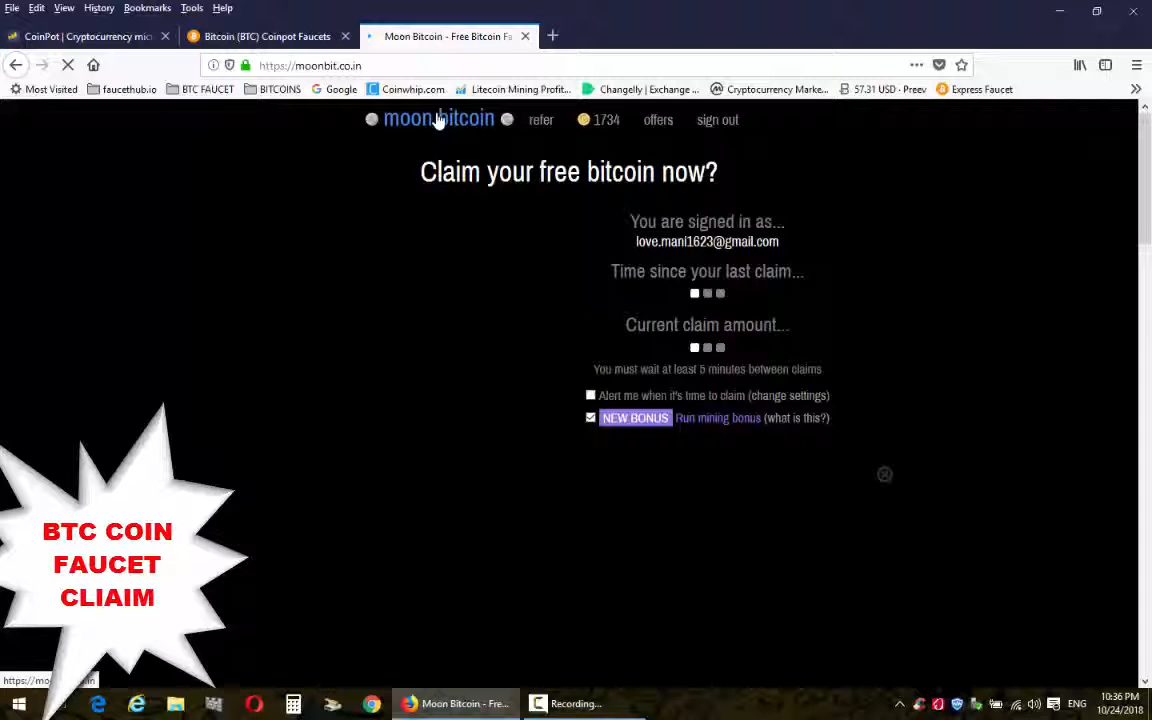 File Edit View History Bookmarks Tools Help
CoinPot | Cryptocurrency mic
Bitcoin (BTC) Coinpot Faucets
Moon Bitcoin - Free Bitcoin Fa
https://moonbit.co.in
Most Visited faucethub.io BTC FAUCET BITCOINS Google Coinwhip.com Litecoin Mining Profit... Changelly | Exchange ... Cryptocurrency Marke... 57.31 USD - Preev Express Faucet
moon bitcoin refer 1734 offers sign out
Claim your free bitcoin now?
You are signed in as...
love.mani1623@gmail.com
Time since your last claim...
Current claim amount...
You must wait at least 5 minutes between claims
Alert me when it's time to claim (change settings)
NEW BONUS Run mining bonus (what is this?)
BTC COIN
FAUCET
CLIAIM
Moon Bitcoin - Fre...
Recording...
ENG
10:36 PM
10/24/2018